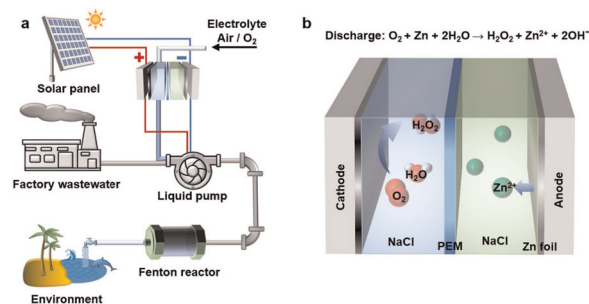 a
Electrolyte
Air / O₂
+
−
Solar panel
Factory wastewater
Liquid pump
Fenton reactor
Environment
b
Discharge: O₂ + Zn + 2H₂O → H₂O₂ + Zn²⁺ + 2OH⁻
Cathode
H₂O₂
H₂O
O₂
Zn²⁺
Anode
NaCl
PEM
NaCl
Zn foil